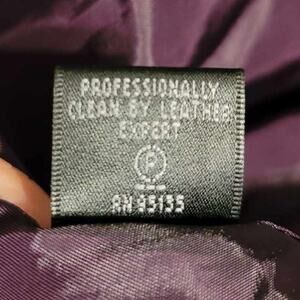 PROFESSIONALLY
CLEAN BY LEATHER
EXPERT
P
RN 95135